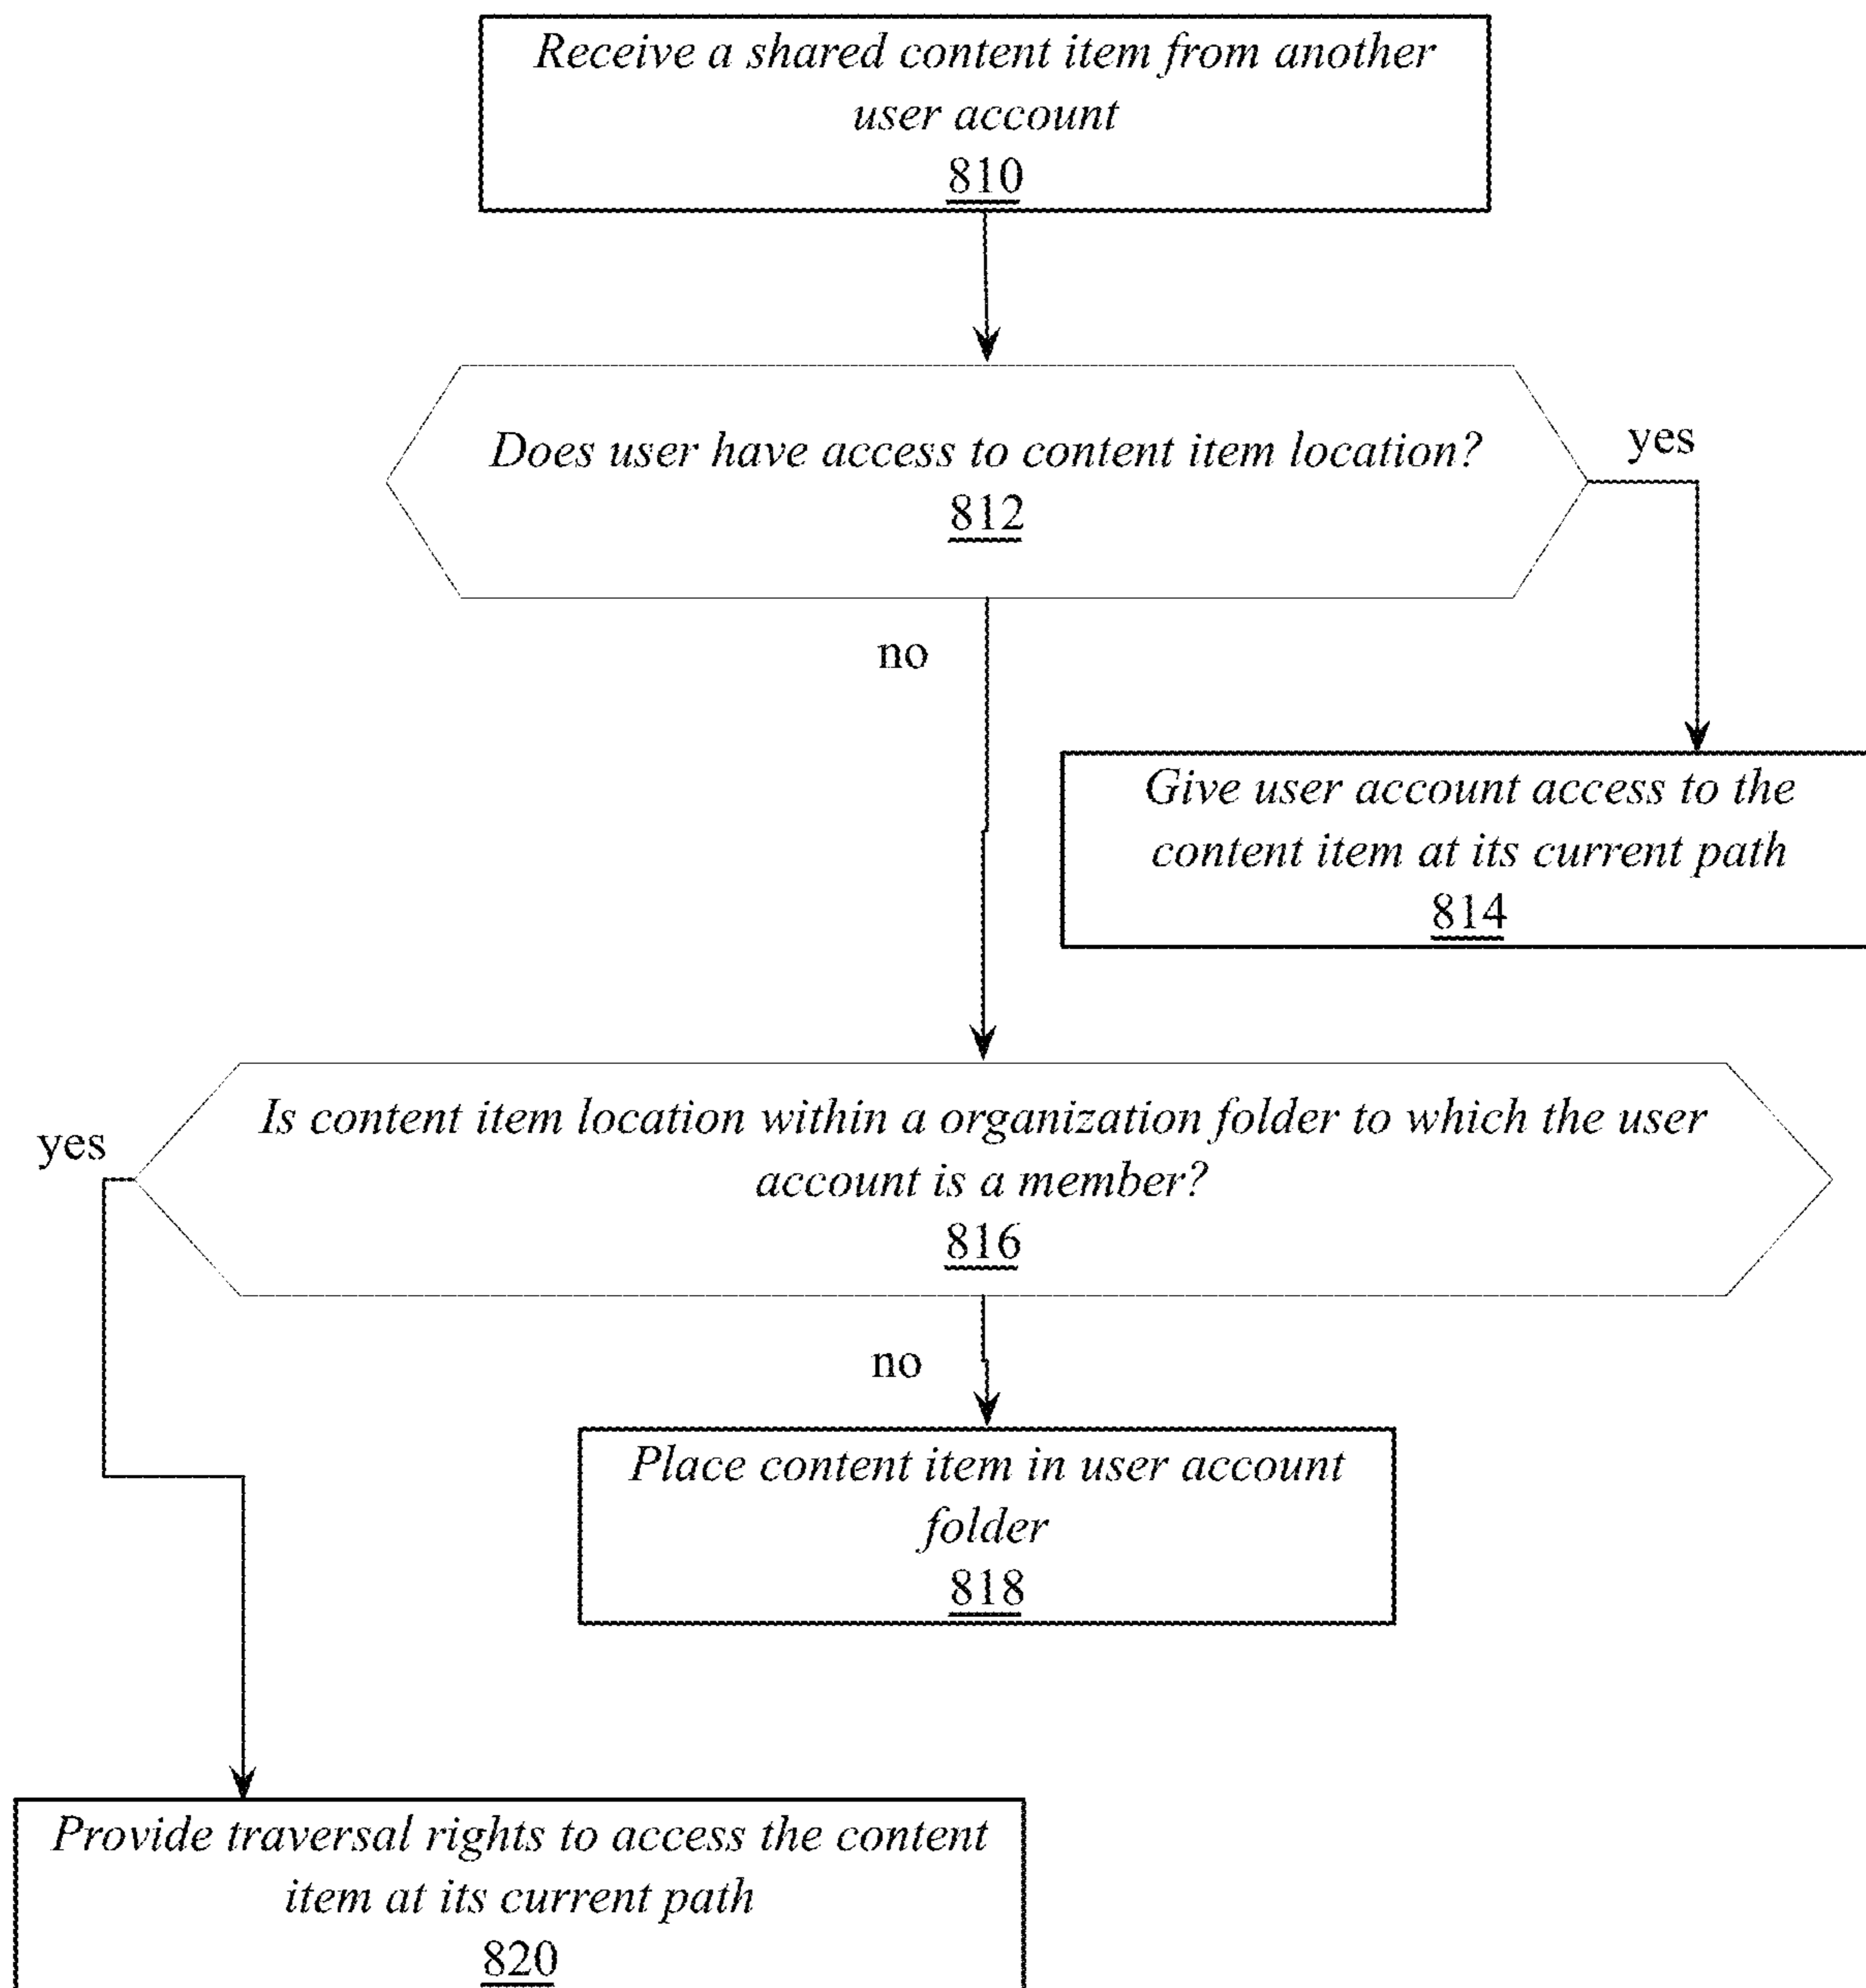 Receive a shared content item from another
user account
810
Does user have access to content item location?
812
yes
no
Give user account access to the
content item at its current path
814
Is content item location within a organization folder to which the user
account is a member?
816
yes
no
Place content item in user account
folder
818
Provide traversal rights to access the content
item at its current path
820